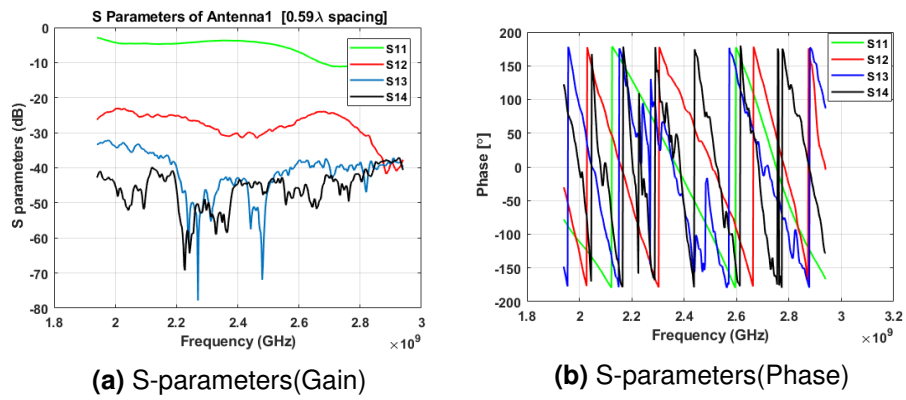 S Parameters of Antenna1 [0.59λ spacing]
0
-10
-20
-30
-40
-50
-60
-70
-80
S parameters (dB)
1.8
2
2.2
2.4
2.6
2.8
3
Frequency (GHz)
×10⁹
S11
S12
S13
S14
(a) S-parameters(Gain)
200
150
100
50
0
-50
-100
-150
-200
Phase [°]
1.8
2
2.2
2.4
2.6
2.8
3
3.2
Frequency (GHz)
×10⁹
S11
S12
S13
S14
(b) S-parameters(Phase)